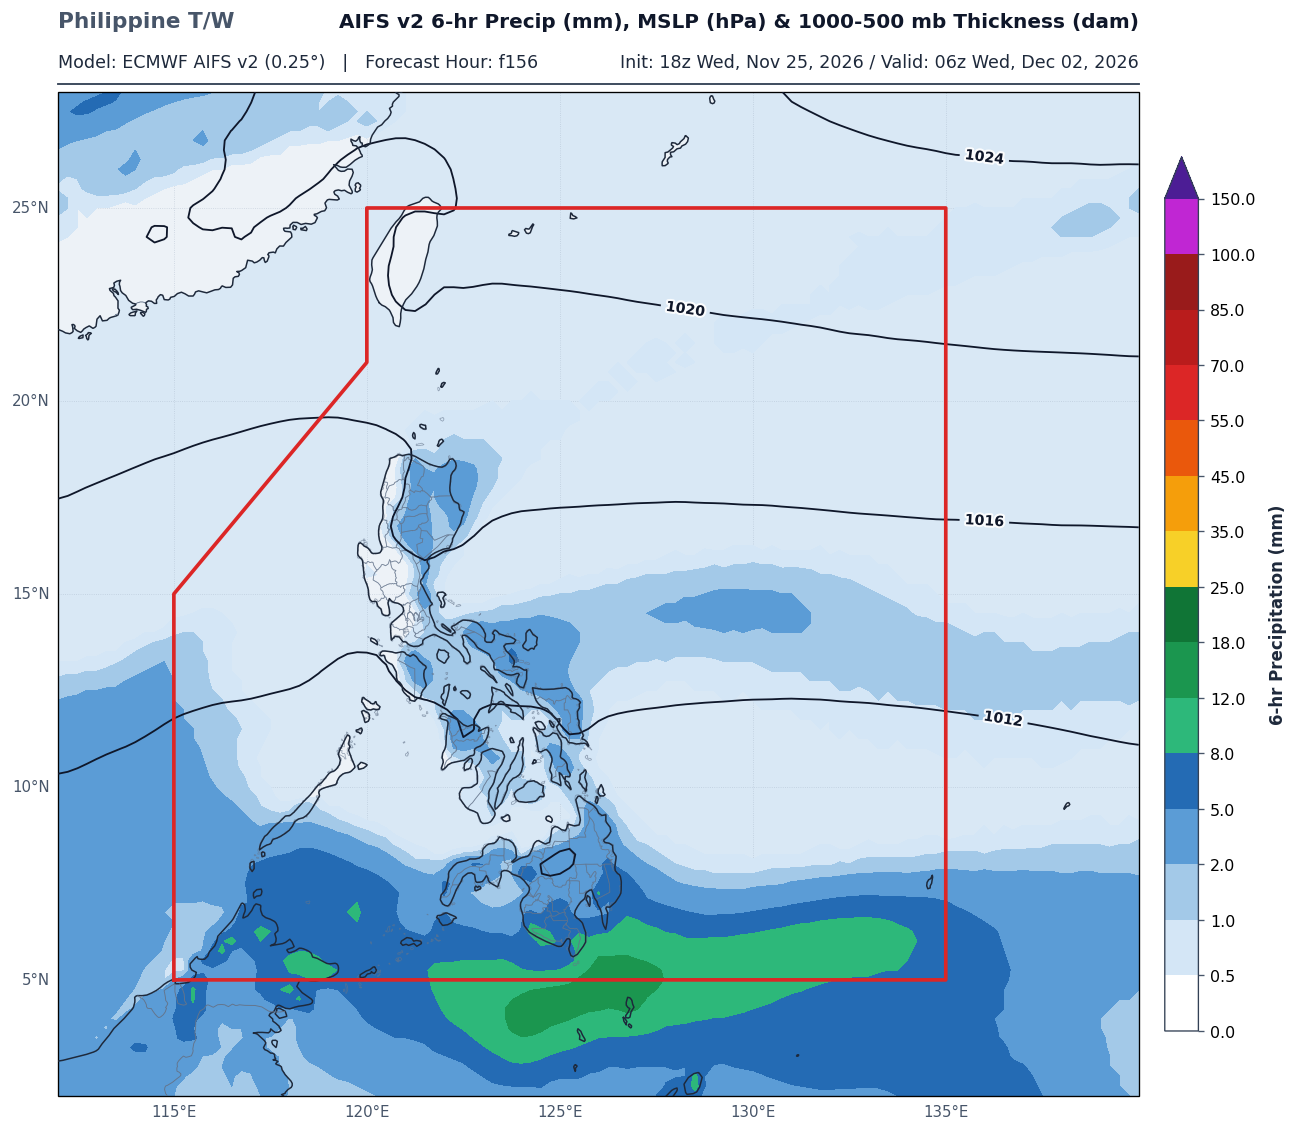 Philippine T/W
AIFS v2 6-hr Precip (mm), MSLP (hPa) & 1000-500 mb Thickness (dam)
Model: ECMWF AIFS v2 (0.25°) | Forecast Hour: f156
Init: 18z Wed, Nov 25, 2026 / Valid: 06z Wed, Dec 02, 2026
1024
1020
1016
1012
25°N
20°N
15°N
10°N
5°N
115°E
120°E
125°E
130°E
135°E
150.0
100.0
85.0
70.0
55.0
45.0
35.0
25.0
18.0
12.0
8.0
5.0
2.0
1.0
0.5
0.0
6-hr Precipitation (mm)